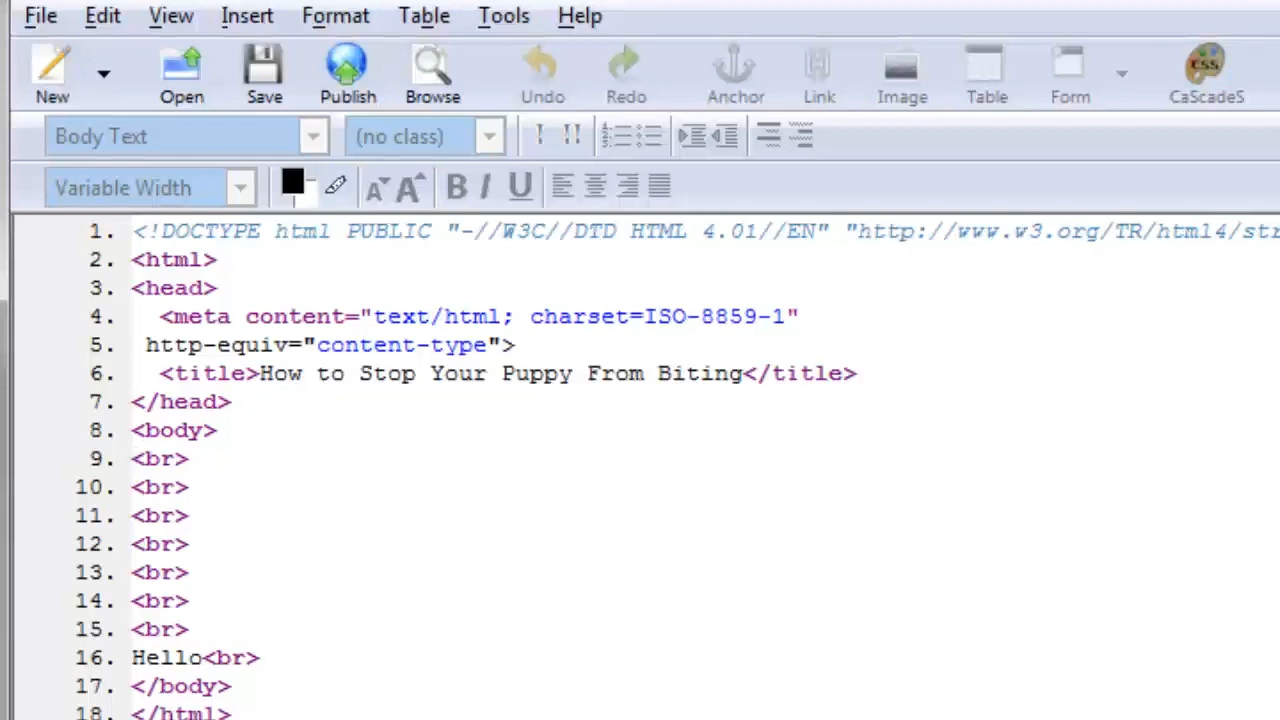 File Edit View Insert Format Table Tools Help
New Open Save Publish Browse Undo Redo Anchor Link Image Table Form CaScadeS
Body Text (no class) ! !!
Variable Width A A B I U
1. <!DOCTYPE html PUBLIC "-//W3C//DTD HTML 4.01//EN" "http://www.w3.org/TR/html4/str
2. <html>
3. <head>
4. <meta content="text/html; charset=ISO-8859-1"
5. http-equiv="content-type">
6. <title>How to Stop Your Puppy From Biting</title>
7. </head>
8. <body>
9. <br>
10. <br>
11. <br>
12. <br>
13. <br>
14. <br>
15. <br>
16. Hello<br>
17. </body>
18. </html>